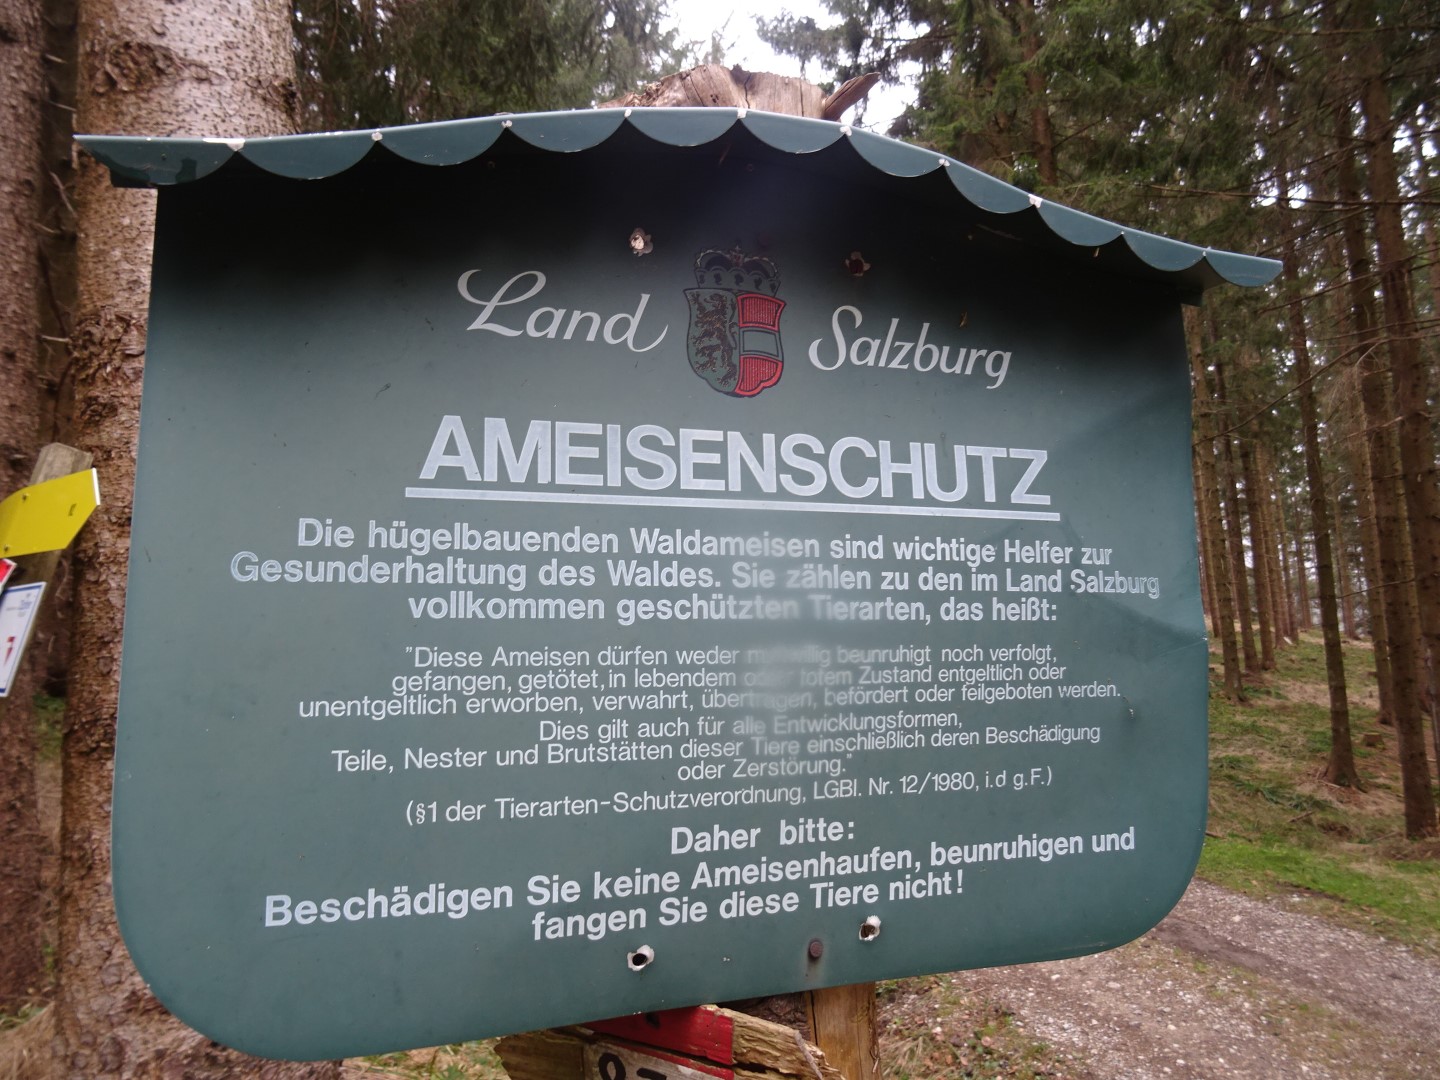 Land Salzburg
AMEISENSCHUTZ
Die hügelbauenden Waldameisen sind wichtige Helfer zur
Gesunderhaltung des Waldes. Sie zählen zu den im Land Salzburg
vollkommen geschützten Tierarten, das heißt:
"Diese Ameisen dürfen weder mutwillig beunruhigt noch verfolgt,
gefangen, getötet, in lebendem oder totem Zustand entgeltlich oder
unentgeltlich erworben, verwahrt, übertragen, befördert oder feilgeboten werden.
Dies gilt auch für alle Entwicklungsformen,
Teile, Nester und Brutstätten dieser Tiere einschließlich deren Beschädigung
oder Zerstörung."
(§1 der Tierarten-Schutzverordnung, LGBl. Nr. 12/1980, i.d g.F.)
Daher bitte:
Beschädigen Sie keine Ameisenhaufen, beunruhigen und
fangen Sie diese Tiere nicht!